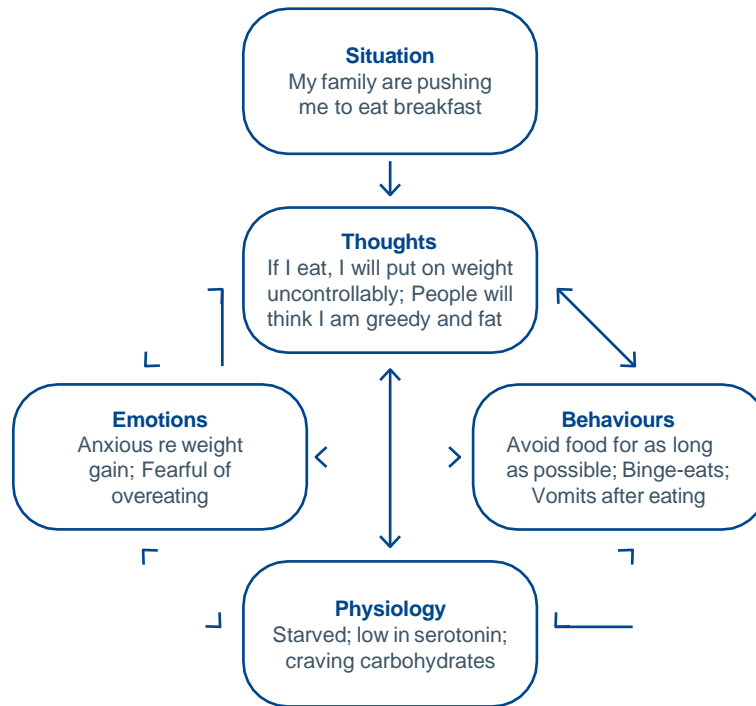 Situation
My family are pushing
me to eat breakfast
Thoughts
If I eat, I will put on weight
uncontrollably; People will
think I am greedy and fat
Emotions
Anxious re weight
gain; Fearful of
overeating
Behaviours
Avoid food for as long
as possible; Binge-eats;
Vomits after eating
Physiology
Starved; low in serotonin;
craving carbohydrates